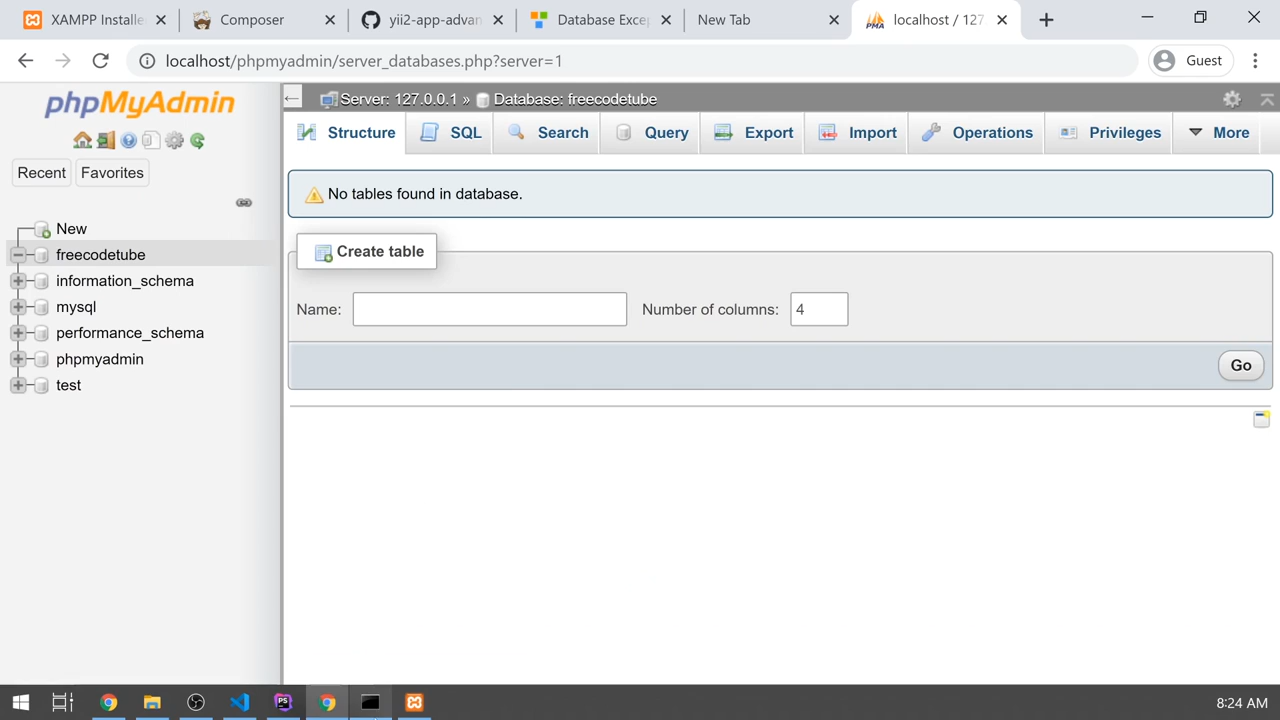 XAMPP Installe
Composer
yii2-app-advan
Database Exce
New Tab
localhost / 127
localhost/phpmyadmin/server_databases.php?server=1
Guest
phpMyAdmin
Server: 127.0.0.1 » Database: freecodetube
Structure
SQL
Search
Query
Export
Import
Operations
Privileges
More
Recent
Favorites
No tables found in database.
New
freecodetube
information_schema
mysql
performance_schema
phpmyadmin
test
Create table
Name:
Number of columns: 4
Go
8:24 AM